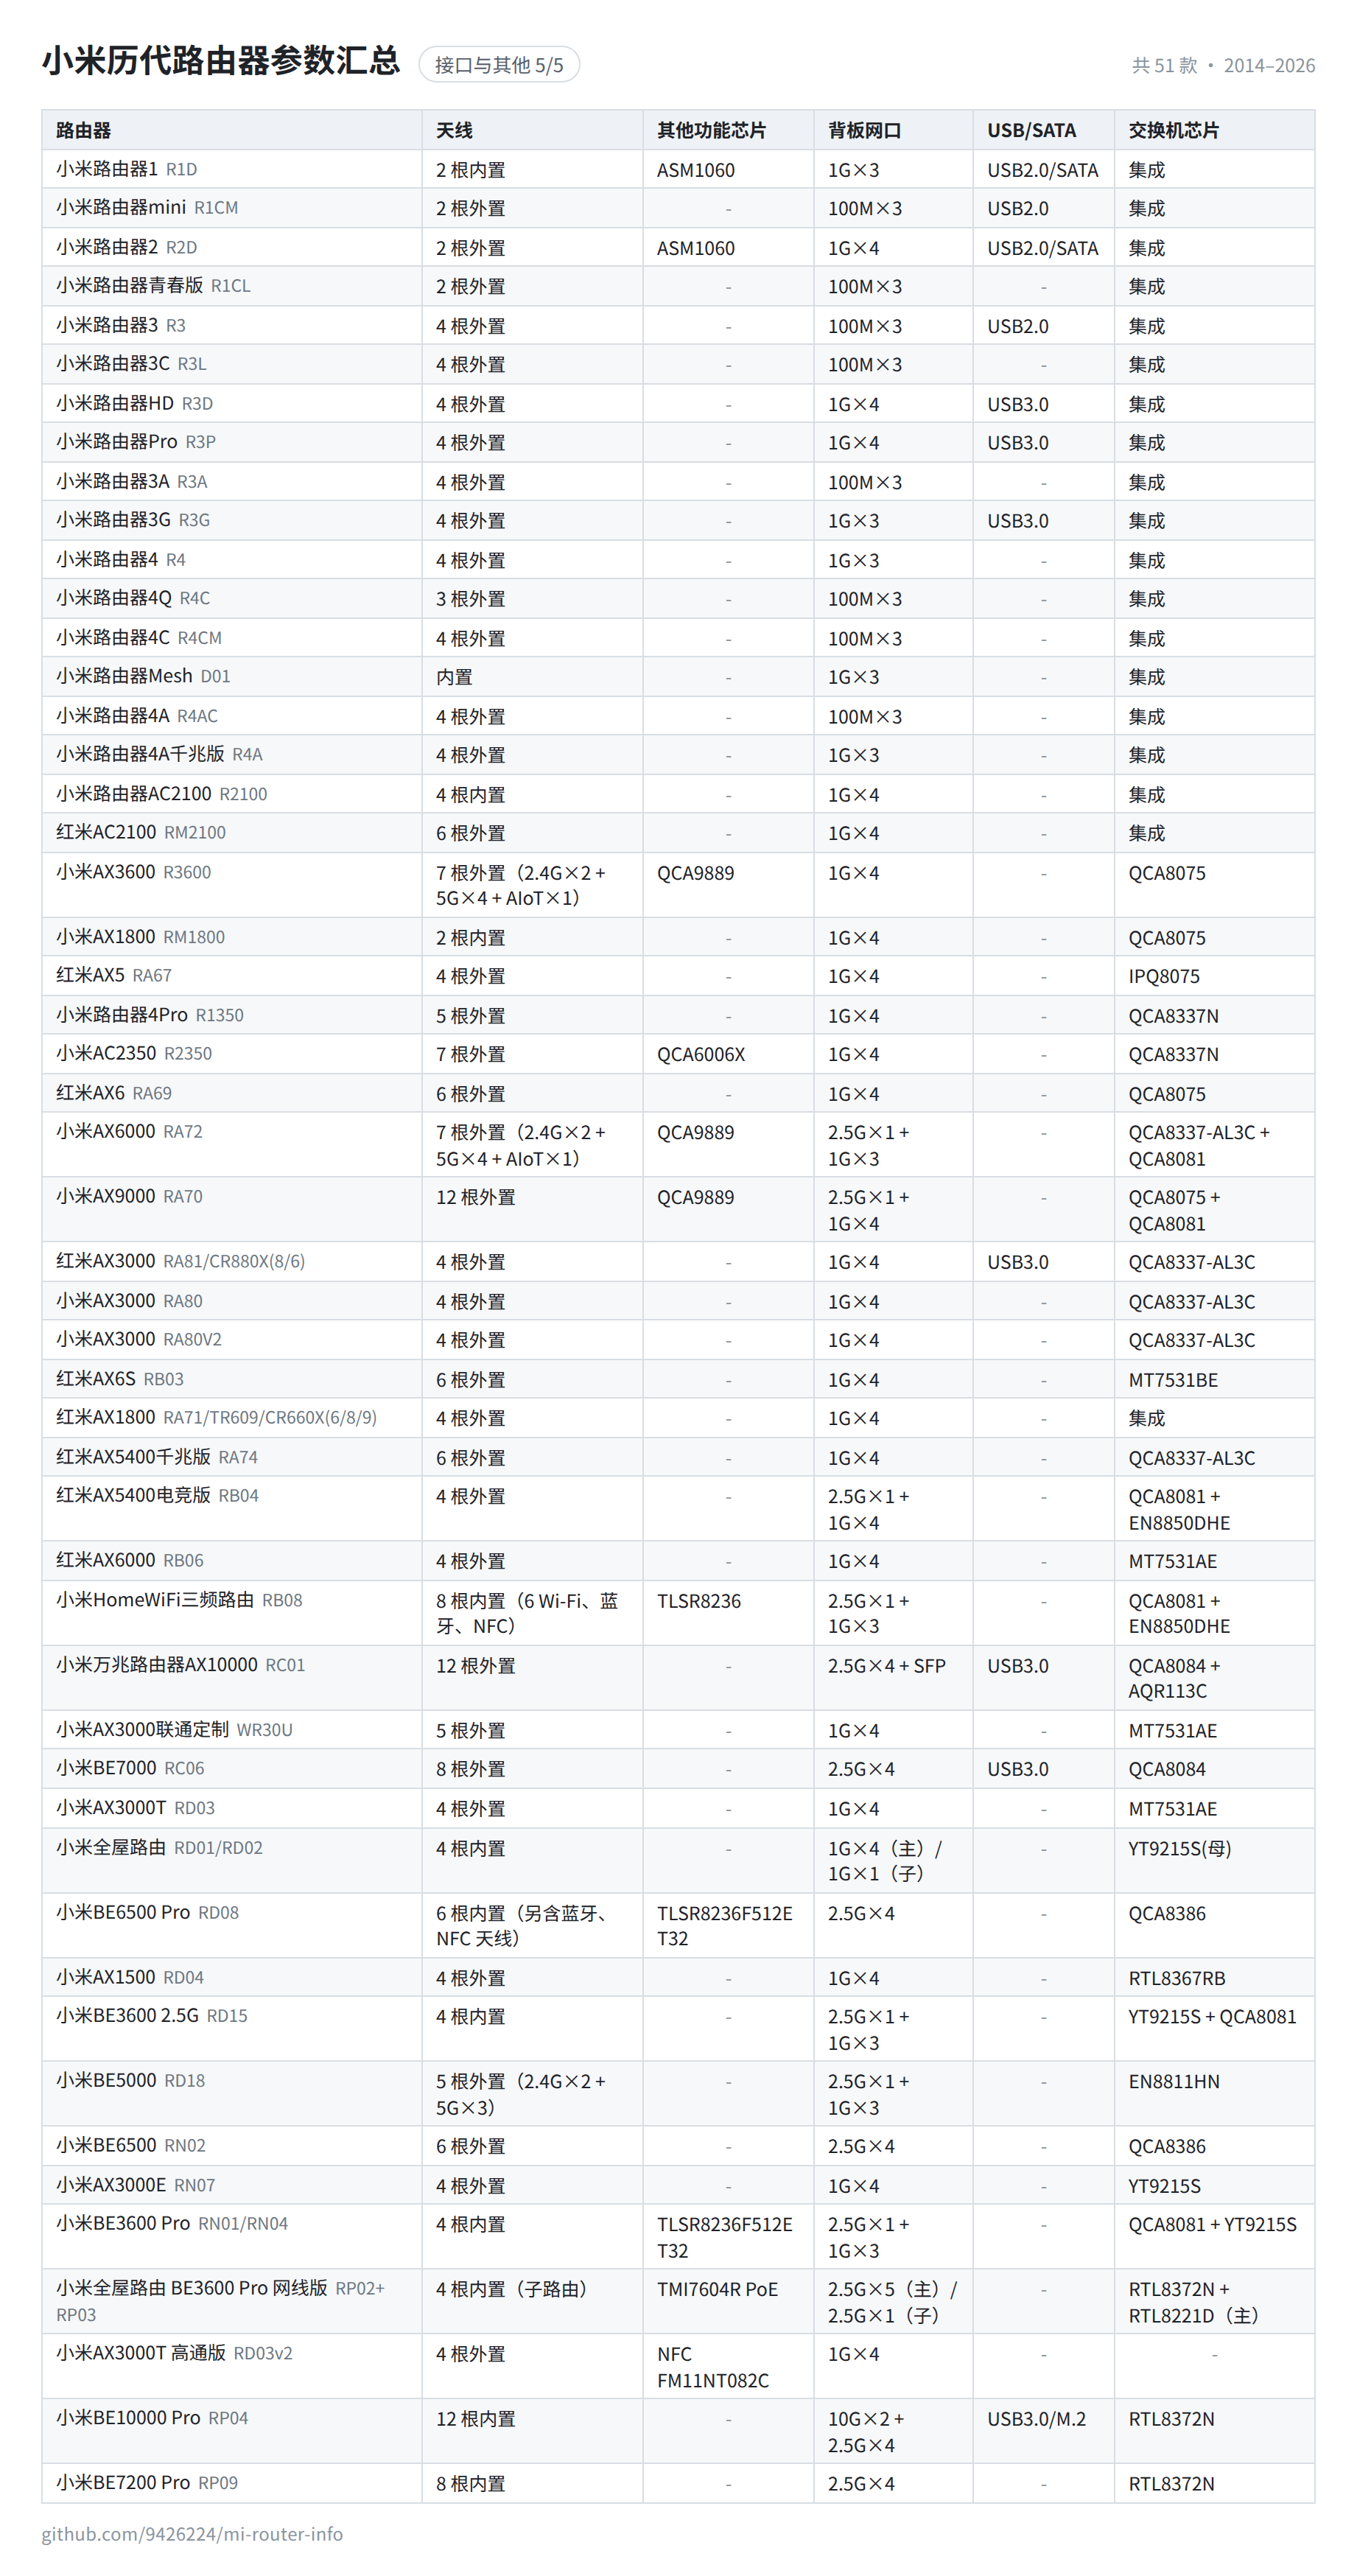 小米历代路由器参数汇总 接口与其他 5/5 共 51 款 · 2014–2026
路由器 天线 其他功能芯片 背板网口 USB/SATA 交换机芯片
小米路由器1 R1D 2 根内置 ASM1060 1G×3 USB2.0/SATA 集成
小米路由器mini R1CM 2 根外置 - 100M×3 USB2.0 集成
小米路由器2 R2D 2 根外置 ASM1060 1G×4 USB2.0/SATA 集成
小米路由器青春版 R1CL 2 根外置 - 100M×3 - 集成
小米路由器3 R3 4 根外置 - 100M×3 USB2.0 集成
小米路由器3C R3L 4 根外置 - 100M×3 - 集成
小米路由器HD R3D 4 根外置 - 1G×4 USB3.0 集成
小米路由器Pro R3P 4 根外置 - 1G×4 USB3.0 集成
小米路由器3A R3A 4 根外置 - 100M×3 - 集成
小米路由器3G R3G 4 根外置 - 1G×3 USB3.0 集成
小米路由器4 R4 4 根外置 - 1G×3 - 集成
小米路由器4Q R4C 3 根外置 - 100M×3 - 集成
小米路由器4C R4CM 4 根外置 - 100M×3 - 集成
小米路由器Mesh D01 内置 - 1G×3 - 集成
小米路由器4A R4AC 4 根外置 - 100M×3 - 集成
小米路由器4A千兆版 R4A 4 根外置 - 1G×3 - 集成
小米路由器AC2100 R2100 4 根内置 - 1G×4 - 集成
红米AC2100 RM2100 6 根外置 - 1G×4 - 集成
小米AX3600 R3600 7 根外置（2.4G×2 + QCA9889 1G×4 - QCA8075
5G×4 + AIoT×1）
小米AX1800 RM1800 2 根内置 - 1G×4 - QCA8075
红米AX5 RA67 4 根外置 - 1G×4 - IPQ8075
小米路由器4Pro R1350 5 根外置 - 1G×4 - QCA8337N
小米AC2350 R2350 7 根外置 QCA6006X 1G×4 - QCA8337N
红米AX6 RA69 6 根外置 - 1G×4 - QCA8075
小米AX6000 RA72 7 根外置（2.4G×2 + QCA9889 2.5G×1 + - QCA8337-AL3C +
5G×4 + AIoT×1） 1G×3 QCA8081
小米AX9000 RA70 12 根外置 QCA9889 2.5G×1 + - QCA8075 +
1G×4 QCA8081
红米AX3000 RA81/CR880X(8/6) 4 根外置 - 1G×4 USB3.0 QCA8337-AL3C
小米AX3000 RA80 4 根外置 - 1G×4 - QCA8337-AL3C
小米AX3000 RA80V2 4 根外置 - 1G×4 - QCA8337-AL3C
红米AX6S RB03 6 根外置 - 1G×4 - MT7531BE
红米AX1800 RA71/TR609/CR660X(6/8/9) 4 根外置 - 1G×4 - 集成
红米AX5400千兆版 RA74 6 根外置 - 1G×4 - QCA8337-AL3C
红米AX5400电竞版 RB04 4 根外置 - 2.5G×1 + - QCA8081 +
1G×4 EN8850DHE
红米AX6000 RB06 4 根外置 - 1G×4 - MT7531AE
小米HomeWiFi三频路由 RB08 8 根内置（6 Wi-Fi、蓝 TLSR8236 2.5G×1 + - QCA8081 +
牙、NFC） 1G×3 EN8850DHE
小米万兆路由器AX10000 RC01 12 根外置 - 2.5G×4 + SFP USB3.0 QCA8084 +
AQR113C
小米AX3000联通定制 WR30U 5 根外置 - 1G×4 - MT7531AE
小米BE7000 RC06 8 根外置 - 2.5G×4 USB3.0 QCA8084
小米AX3000T RD03 4 根外置 - 1G×4 - MT7531AE
小米全屋路由 RD01/RD02 4 根内置 - 1G×4（主）/ - YT9215S(母)
1G×1（子）
小米BE6500 Pro RD08 6 根内置（另含蓝牙、 TLSR8236F512E 2.5G×4 - QCA8386
NFC 天线） T32
小米AX1500 RD04 4 根外置 - 1G×4 - RTL8367RB
小米BE3600 2.5G RD15 4 根内置 - 2.5G×1 + - YT9215S + QCA8081
1G×3
小米BE5000 RD18 5 根外置（2.4G×2 + - 2.5G×1 + - EN8811HN
5G×3） 1G×3
小米BE6500 RN02 6 根外置 - 2.5G×4 - QCA8386
小米AX3000E RN07 4 根外置 - 1G×4 - YT9215S
小米BE3600 Pro RN01/RN04 4 根内置 TLSR8236F512E 2.5G×1 + - QCA8081 + YT9215S
T32 1G×3
小米全屋路由 BE3600 Pro 网线版 RP02+ 4 根内置（子路由） TMI7604R PoE 2.5G×5（主）/ - RTL8372N +
RP03 2.5G×1（子） RTL8221D（主）
小米AX3000T 高通版 RD03v2 4 根外置 NFC 1G×4 - -
FM11NT082C
小米BE10000 Pro RP04 12 根内置 - 10G×2 + USB3.0/M.2 RTL8372N
2.5G×4
小米BE7200 Pro RP09 8 根内置 - 2.5G×4 - RTL8372N
github.com/9426224/mi-router-info